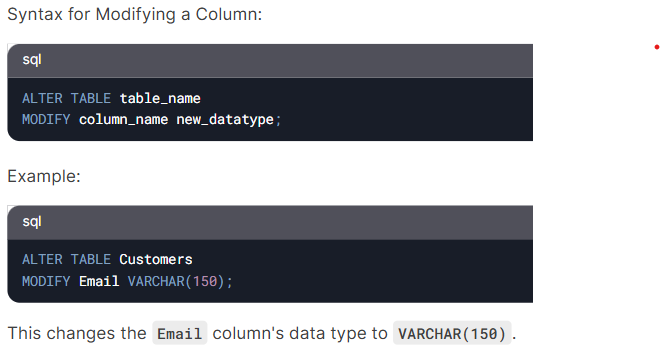 Syntax for Modifying a Column:
sql
ALTER TABLE table_name
MODIFY column_name new_datatype;
Example:
sql
ALTER TABLE Customers
MODIFY Email VARCHAR(150);
This changes the Email column's data type to VARCHAR(150).